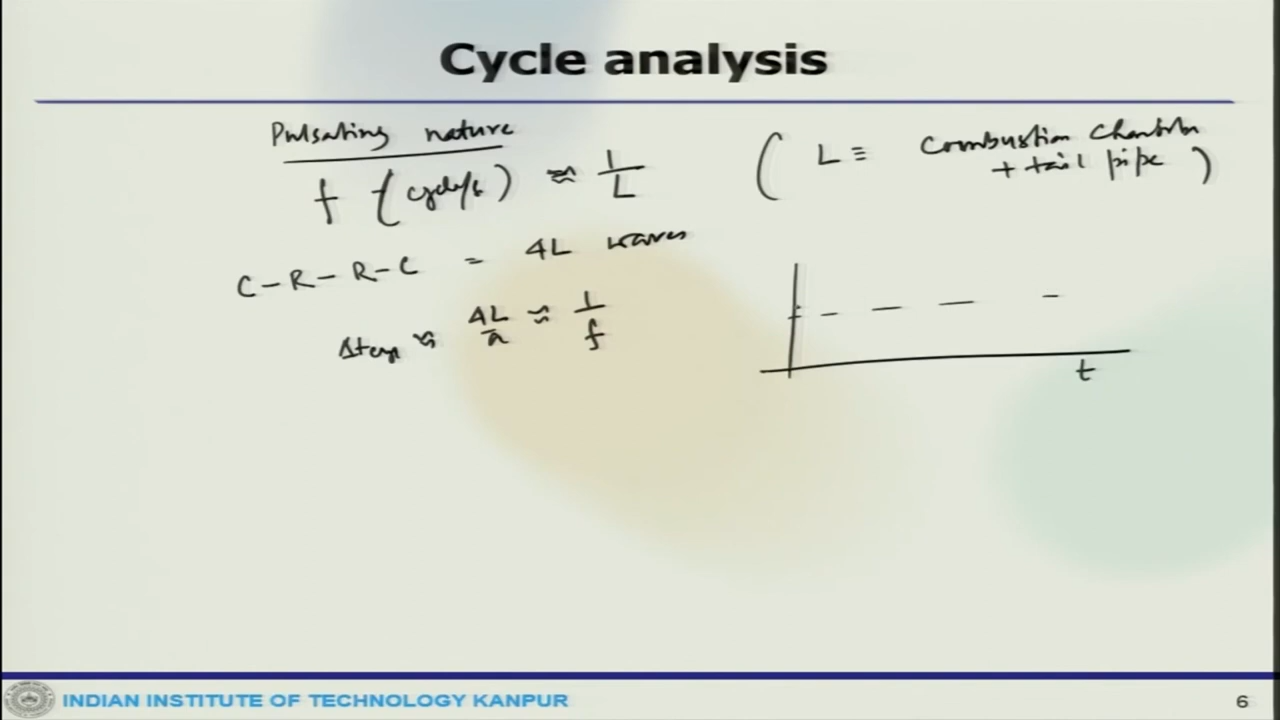 Cycle analysis
Pulsating nature
f (cycle/s) ≈ 1/L
( L ≡ Combustion Chamber
+ tail pipe )
C-R-R-C = 4L waves
4L/a ≈ 1/f
t
INDIAN INSTITUTE OF TECHNOLOGY KANPUR
6